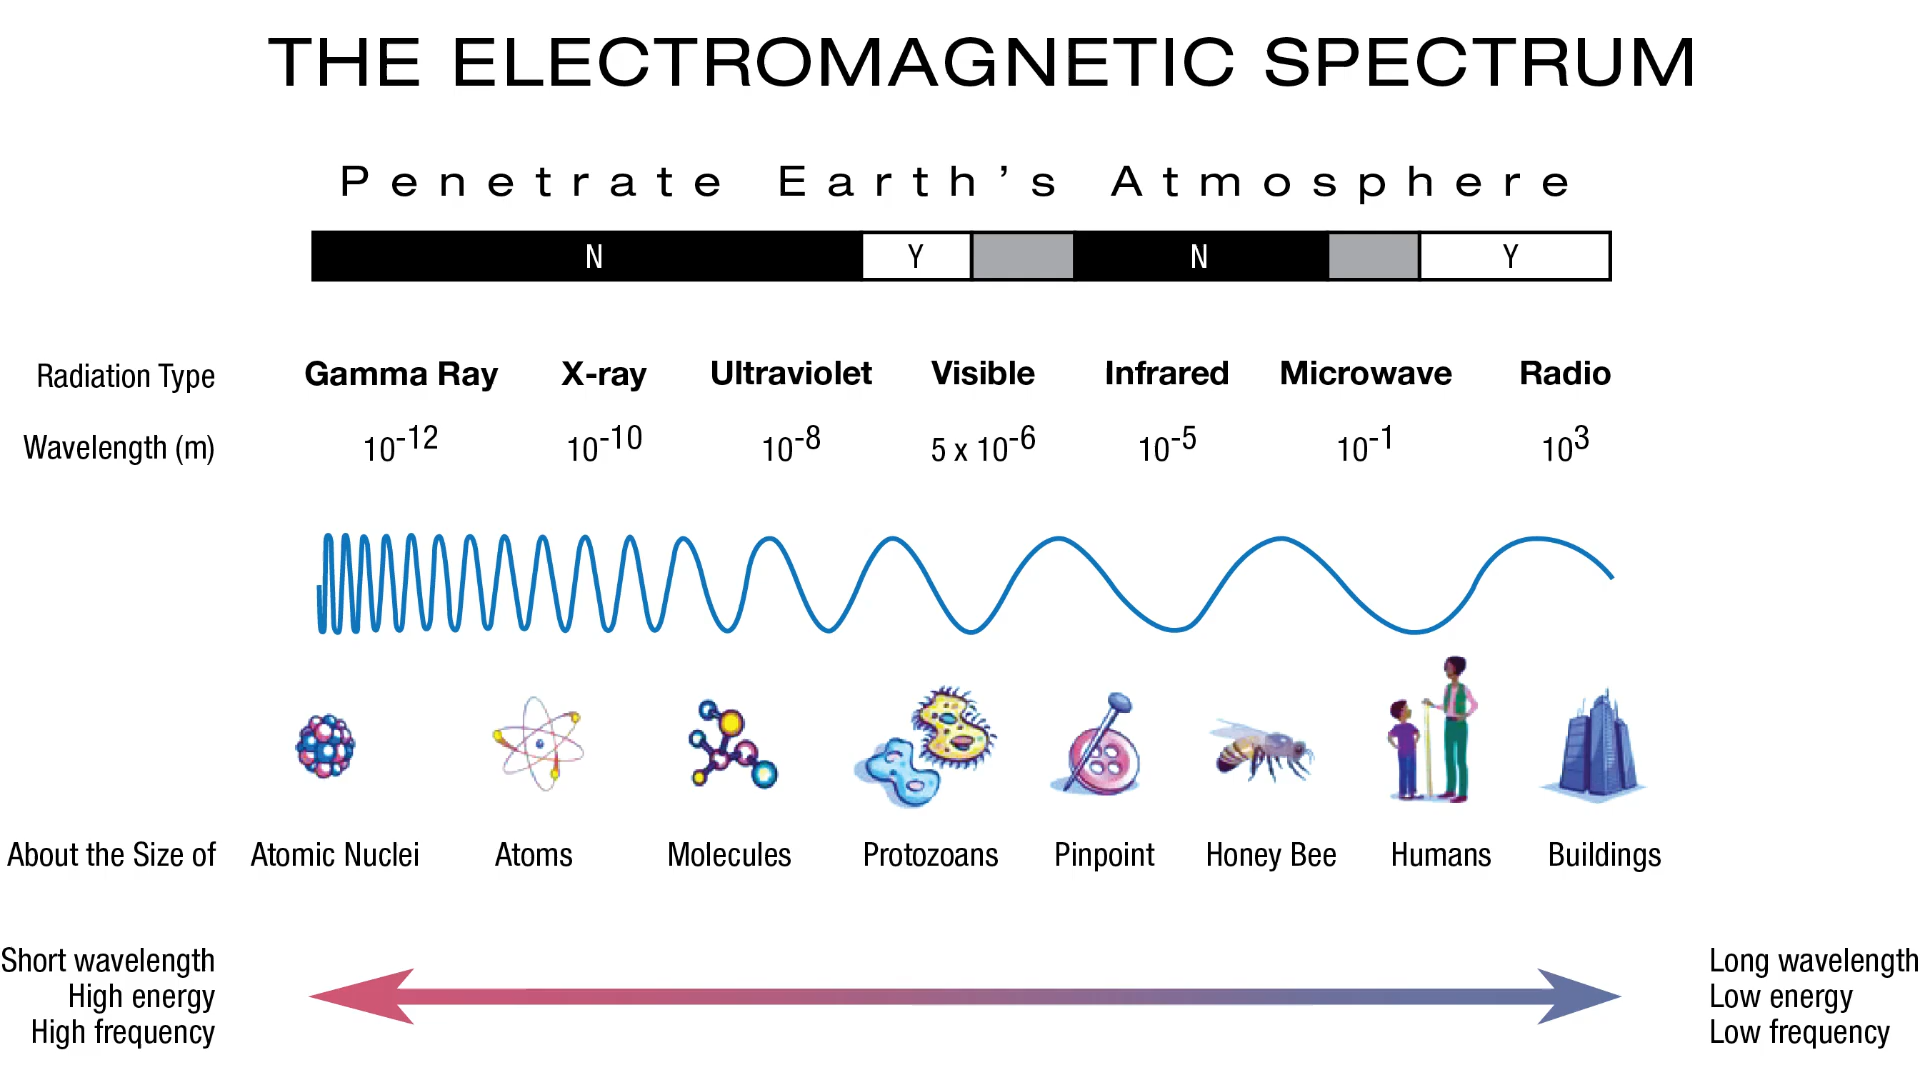 THE ELECTROMAGNETIC SPECTRUM
Penetrate Earth’s Atmosphere
N Y N Y
Radiation Type Gamma Ray X-ray Ultraviolet Visible Infrared Microwave Radio
Wavelength (m) 10⁻¹² 10⁻¹⁰ 10⁻⁸ 5 x 10⁻⁶ 10⁻⁵ 10⁻¹ 10³
About the Size of Atomic Nuclei Atoms Molecules Protozoans Pinpoint Honey Bee Humans Buildings
Short wavelength
High energy
High frequency
Long wavelength
Low energy
Low frequency